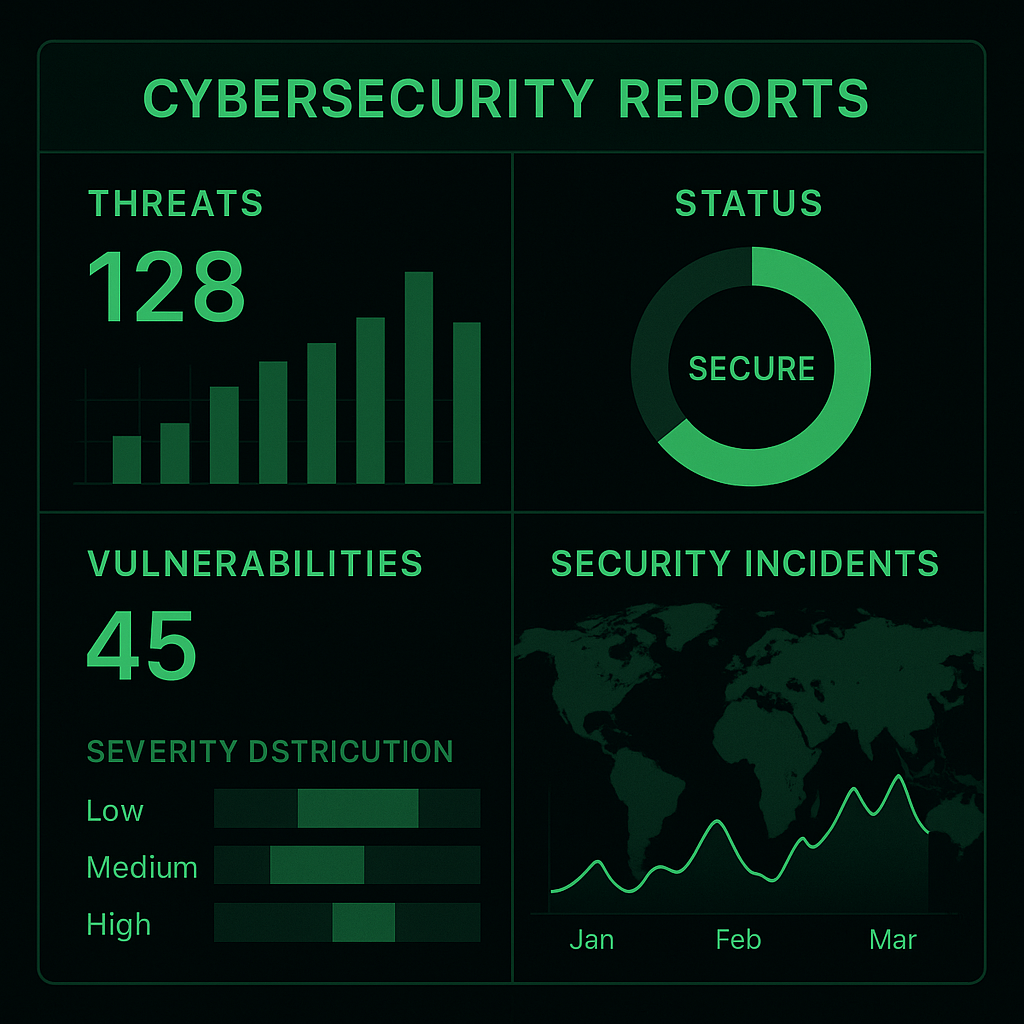 CYBERSECURITY REPORTS
THREATS
128
STATUS
SECURE
VULNERABILITIES
45
SEVERITY DSTRICUTION
Low
Medium
High
SECURITY INCIDENTS
Jan Feb Mar